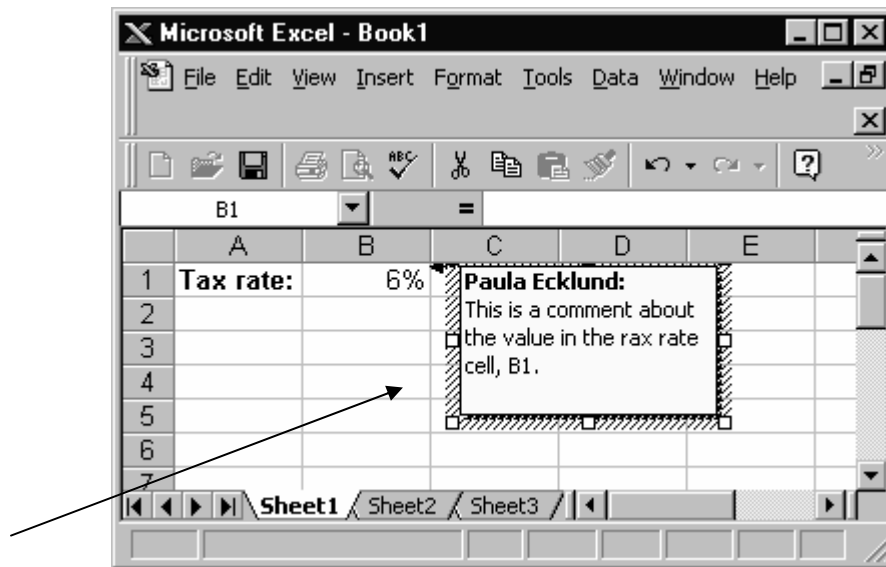 Microsoft Excel - Book1
File Edit View Insert Format Tools Data Window Help
ABC
B1 =
A B C D E
1 Tax rate: 6%
Paula Ecklund:
2
This is a comment about
3
the value in the rax rate
4
cell, B1.
5
6
7
Sheet1 Sheet2 Sheet3